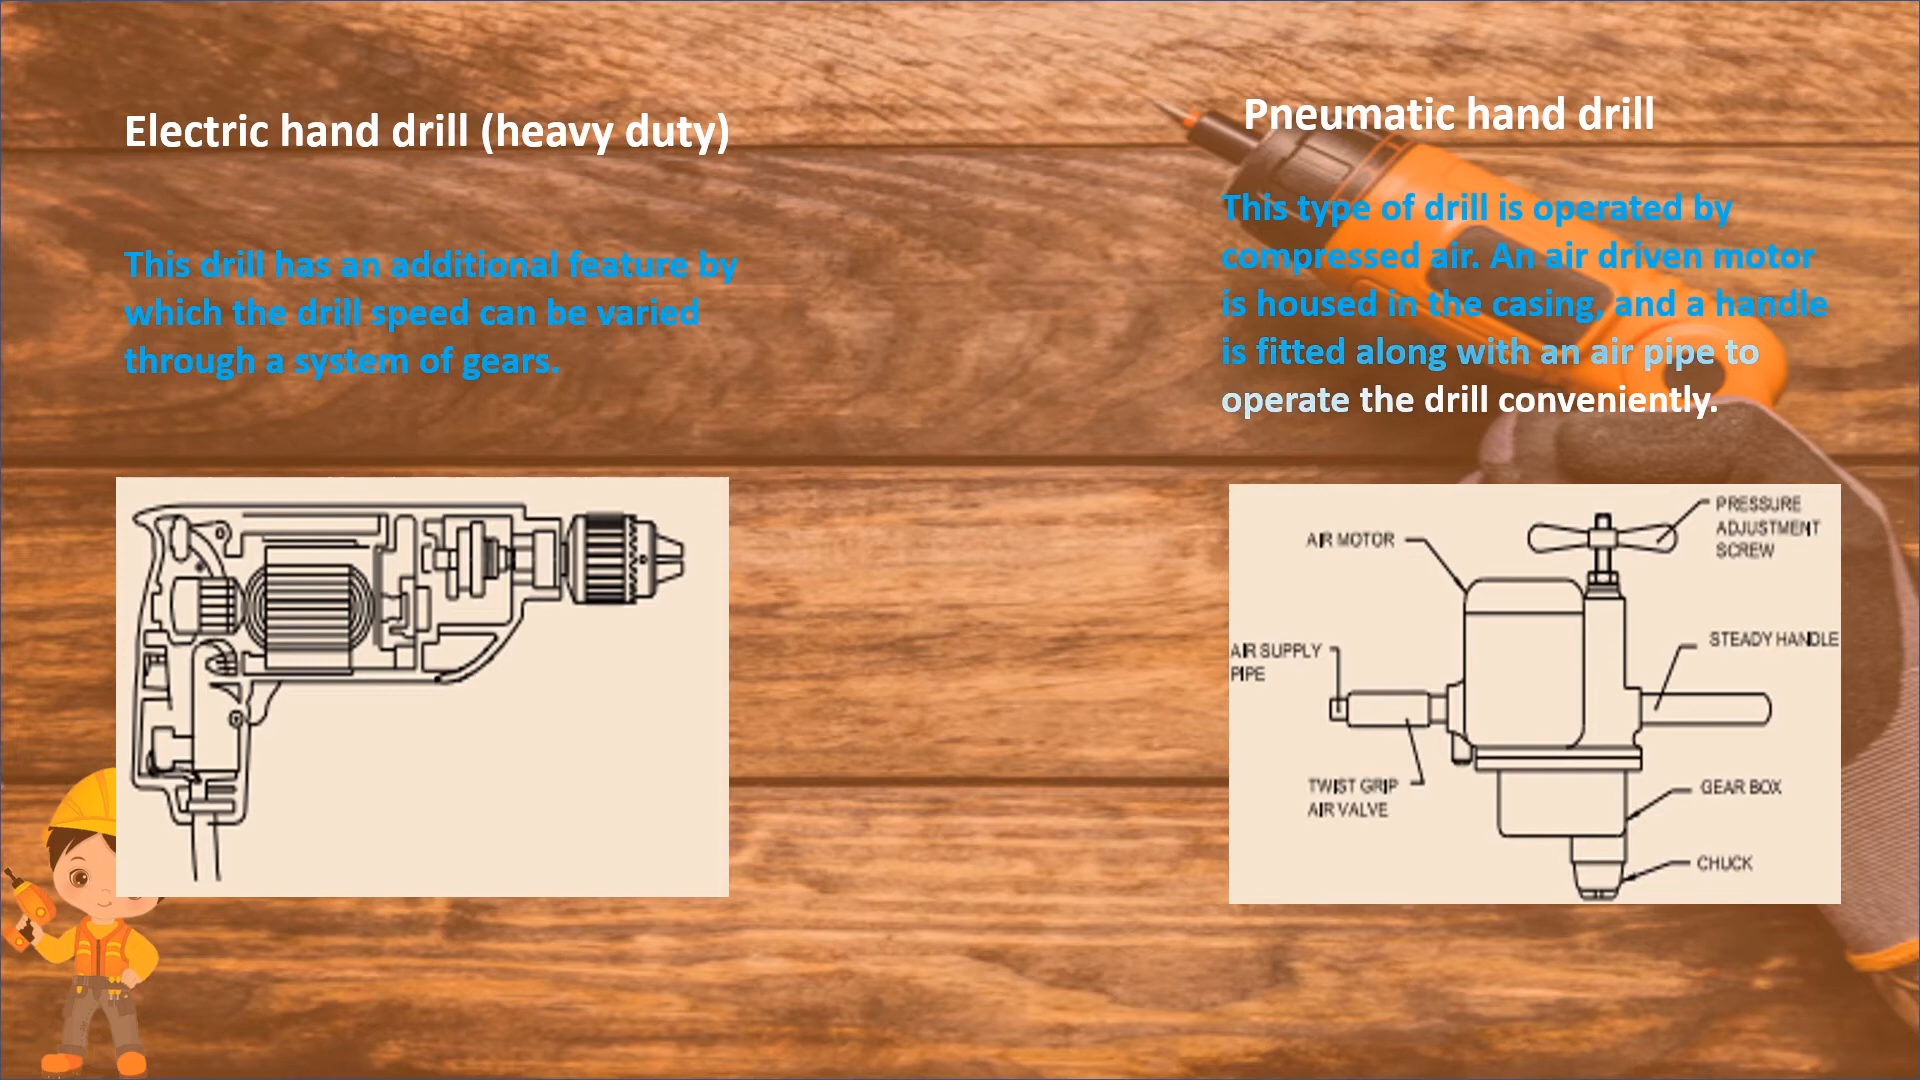 Electric hand drill (heavy duty)
This drill has an additional feature by
which the drill speed can be varied
through a system of gears.
Pneumatic hand drill
This type of drill is operated by
compressed air. An air driven motor
is housed in the casing, and a handle
is fitted along with an air pipe to
operate the drill conveniently.
PRESSURE
ADJUSTMENT
SCREW
AIR MOTOR
STEADY HANDLE
AIR SUPPLY
PIPE
TWIST GRIP
AIR VALVE
GEAR BOX
CHUCK